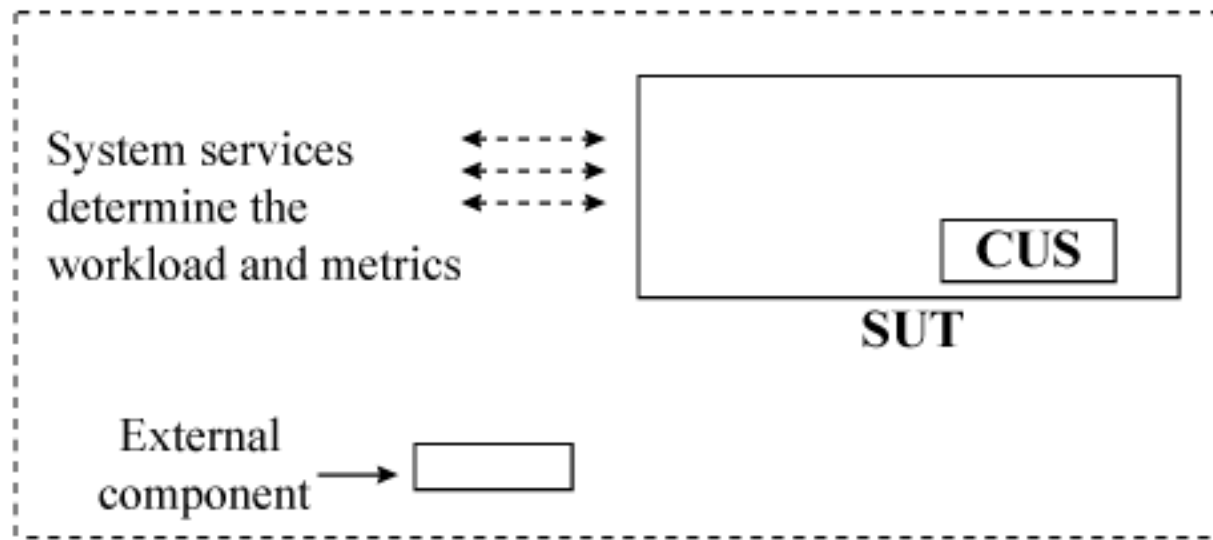 System services
determine the
workload and metrics
CUS
SUT
External
component